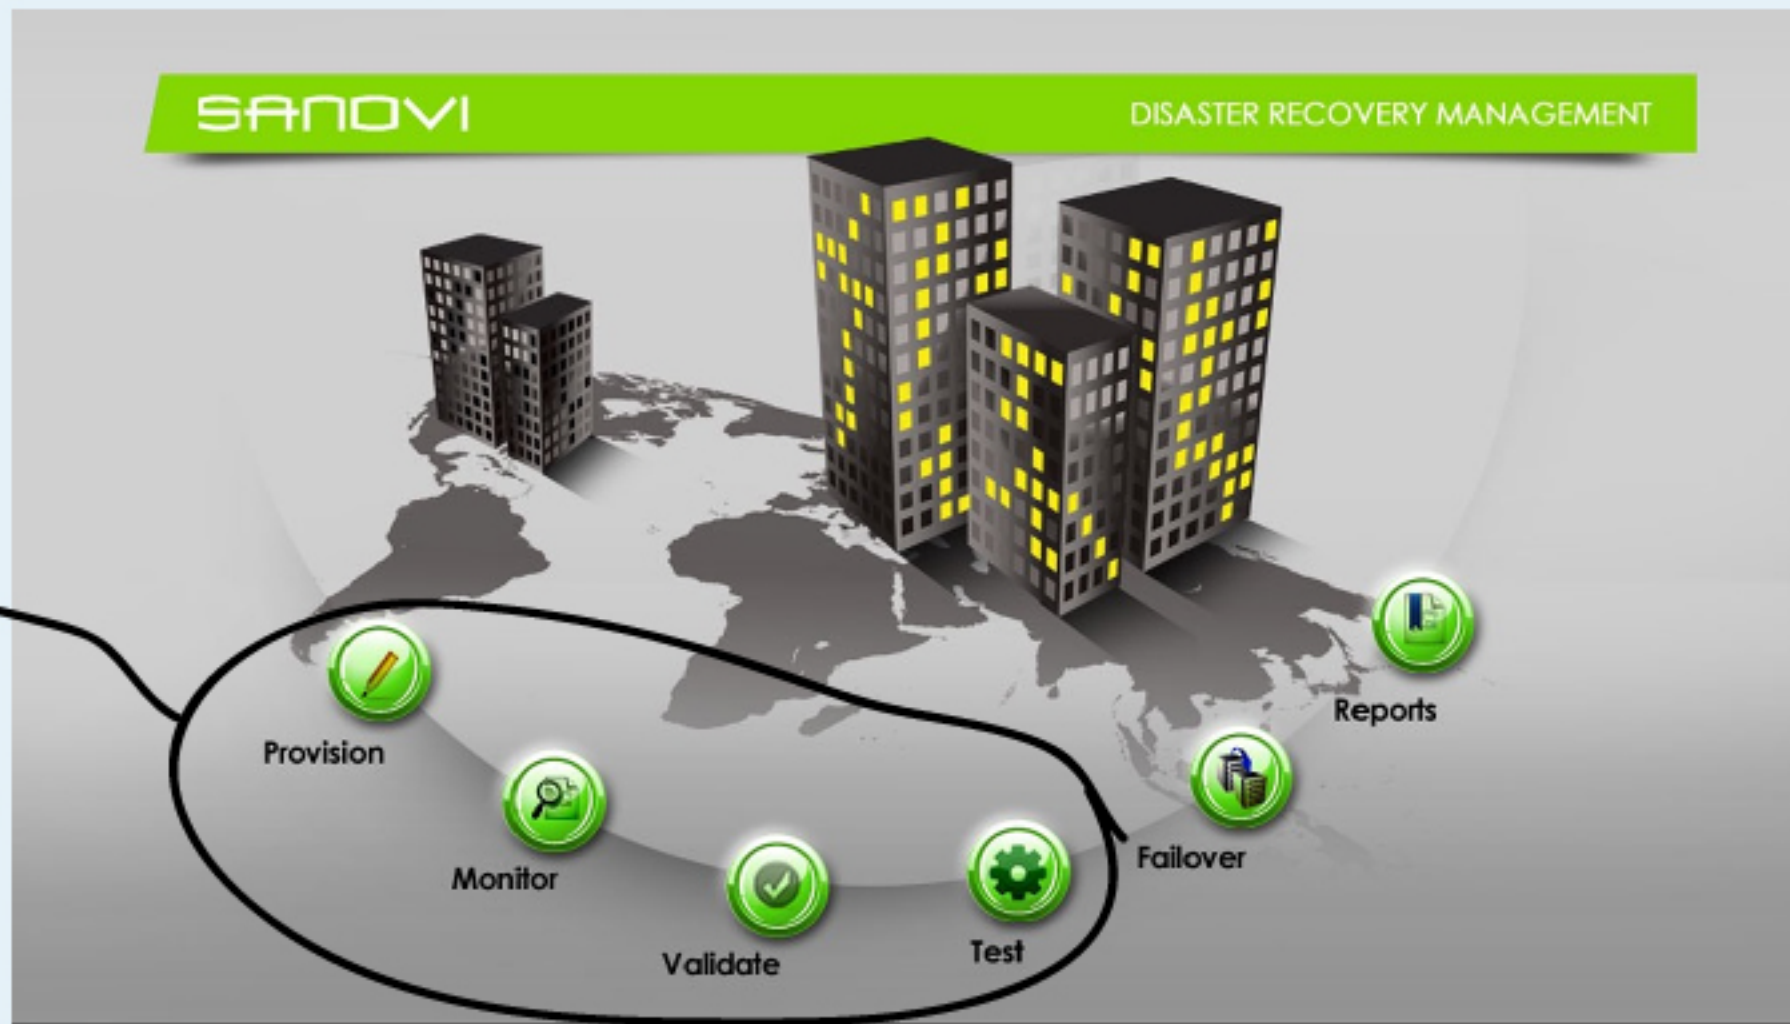 SANOVI
DISASTER RECOVERY MANAGEMENT
Provision
Monitor
Validate
Test
Failover
Reports